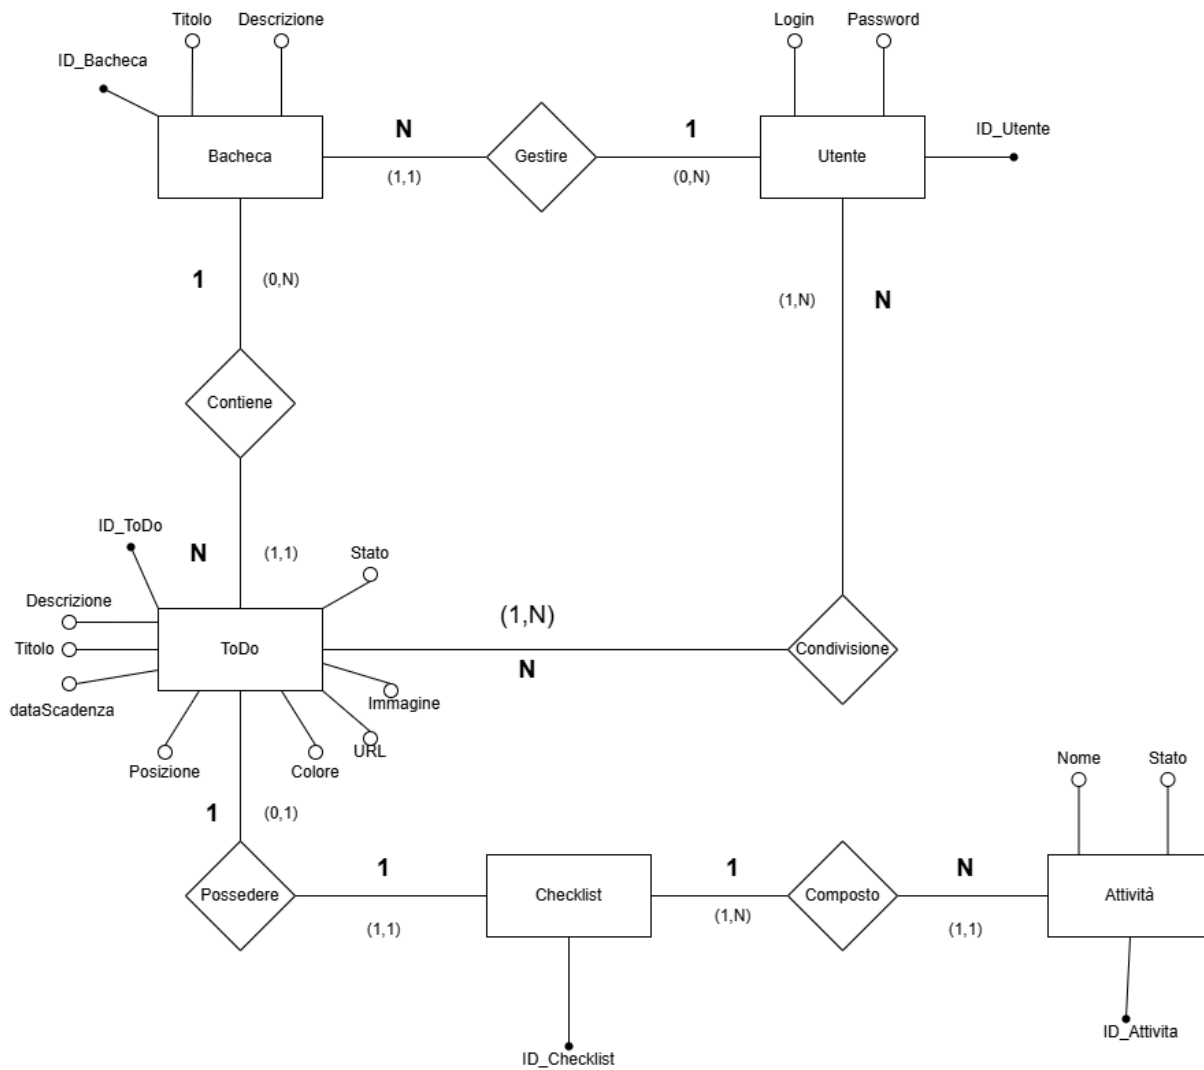 Titolo
Descrizione
Login
Password
ID_Bacheca
N
1
ID_Utente
Bacheca
Gestire
Utente
(1,1)
(0,N)
1
(0,N)
(1,N)
N
Contiene
ID_ToDo
N
(1,1)
Stato
Descrizione
(1,N)
Titolo
ToDo
Condivisione
N
dataScadenza
Immagine
URL
Posizione
Colore
Nome
Stato
1
(0,1)
1
1
N
Possedere
Checklist
Composto
Attività
(1,1)
(1,N)
(1,1)
ID_Checklist
ID_Attivita